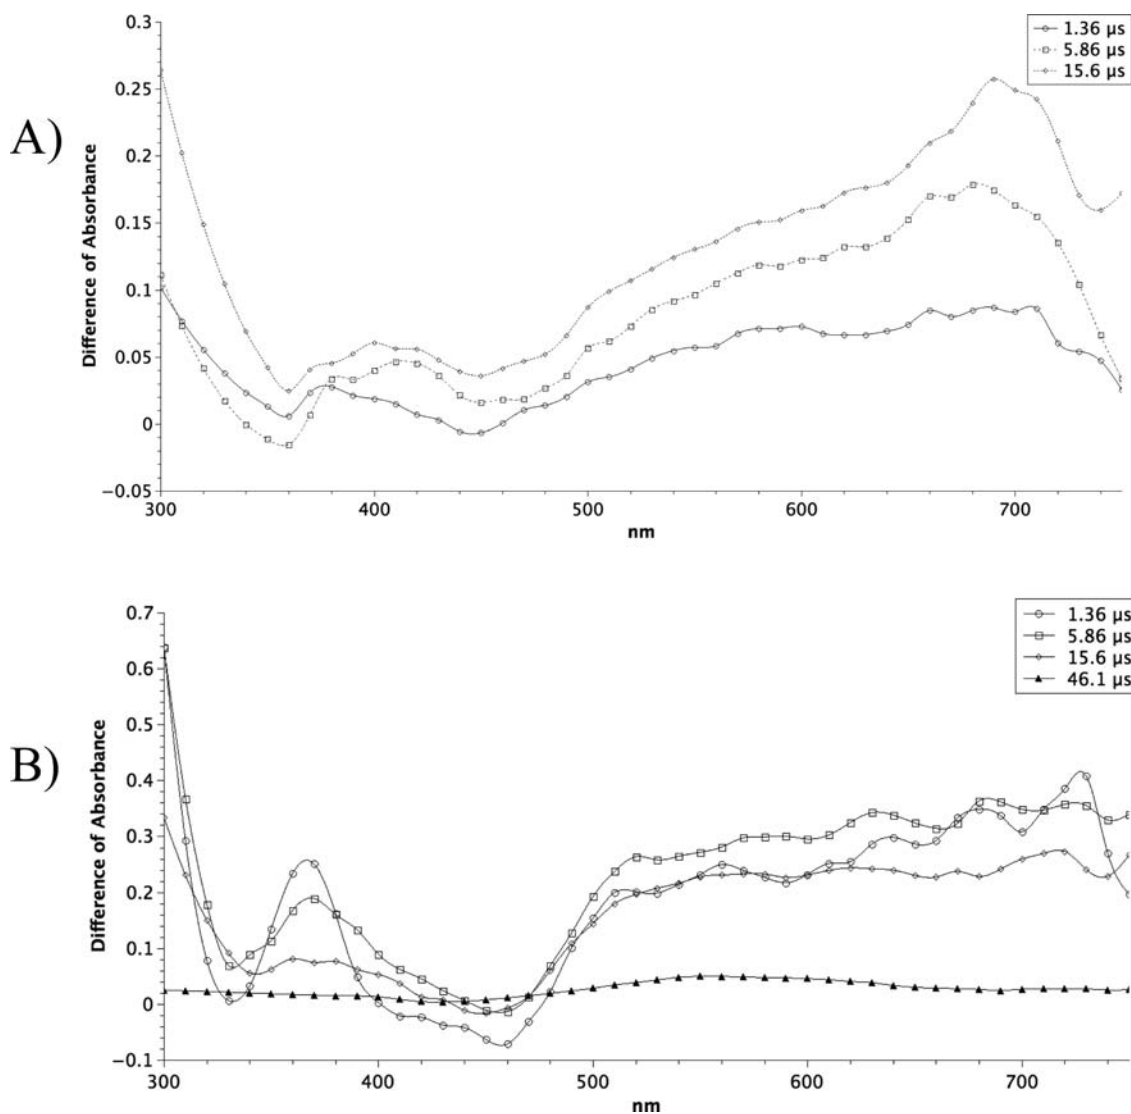 A)
Difference of Absorbance
0.3
0.25
0.2
0.15
0.1
0.05
0
−0.05
300
400
500
600
700
nm
1.36 μs
5.86 μs
15.6 μs
B)
Difference of Absorbance
0.7
0.6
0.5
0.4
0.3
0.2
0.1
0
−0.1
300
400
500
600
700
nm
1.36 μs
5.86 μs
15.6 μs
46.1 μs